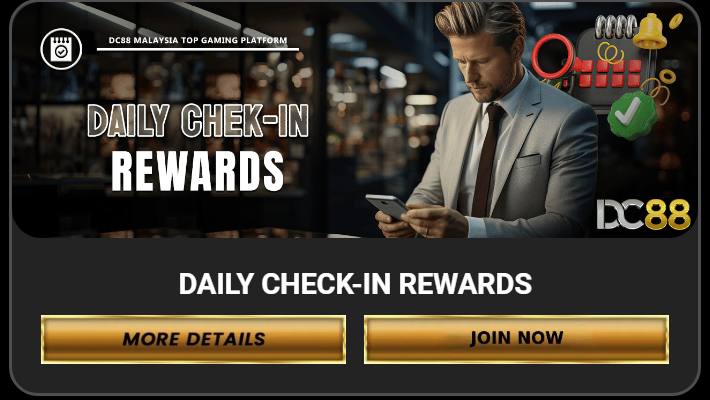 DC88 MALAYSIA TOP GAMING PLATFORM
DAILY CHEK-IN
REWARDS
DC88
DAILY CHECK-IN REWARDS
MORE DETAILS
JOIN NOW